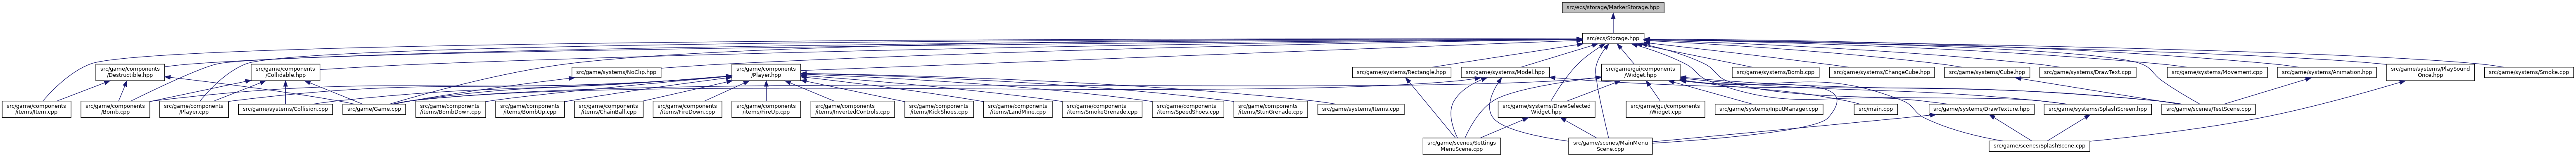 src/ecs/storage/MarkerStorage.hpp
src/ecs/Storage.hpp
src/game/components
/Destructible.hpp
src/game/components
/Collidable.hpp
src/game/systems/NoClip.hpp
src/game/components
/Player.hpp
src/game/systems/Rectangle.hpp
src/game/systems/Model.hpp
src/game/gui/components
/Widget.hpp
src/game/systems/Bomb.cpp
src/game/systems/ChangeCube.hpp
src/game/systems/Cube.hpp
src/game/systems/DrawText.cpp
src/game/systems/Movement.cpp
src/game/systems/Animation.hpp
src/game/systems/PlaySound
Once.hpp
src/game/systems/Smoke.cpp
src/game/components
/items/Item.cpp
src/game/components
/Bomb.cpp
src/game/components
/Player.cpp
src/game/systems/Collision.cpp
src/game/Game.cpp
src/game/components
/items/BombDown.cpp
src/game/components
/items/BombUp.cpp
src/game/components
/items/ChainBall.cpp
src/game/components
/items/FireDown.cpp
src/game/components
/items/FireUp.cpp
src/game/components
/items/InvertedControls.cpp
src/game/components
/items/KickShoes.cpp
src/game/components
/items/LandMine.cpp
src/game/components
/items/SmokeGrenade.cpp
src/game/components
/items/SpeedShoes.cpp
src/game/components
/items/StunGrenade.cpp
src/game/systems/Items.cpp
src/game/systems/DrawSelected
Widget.hpp
src/game/gui/components
/Widget.cpp
src/game/systems/InputManager.cpp
src/main.cpp
src/game/systems/DrawTexture.hpp
src/game/systems/SplashScreen.hpp
src/game/scenes/TestScene.cpp
src/game/scenes/Settings
MenuScene.cpp
src/game/scenes/MainMenu
Scene.cpp
src/game/scenes/SplashScene.cpp